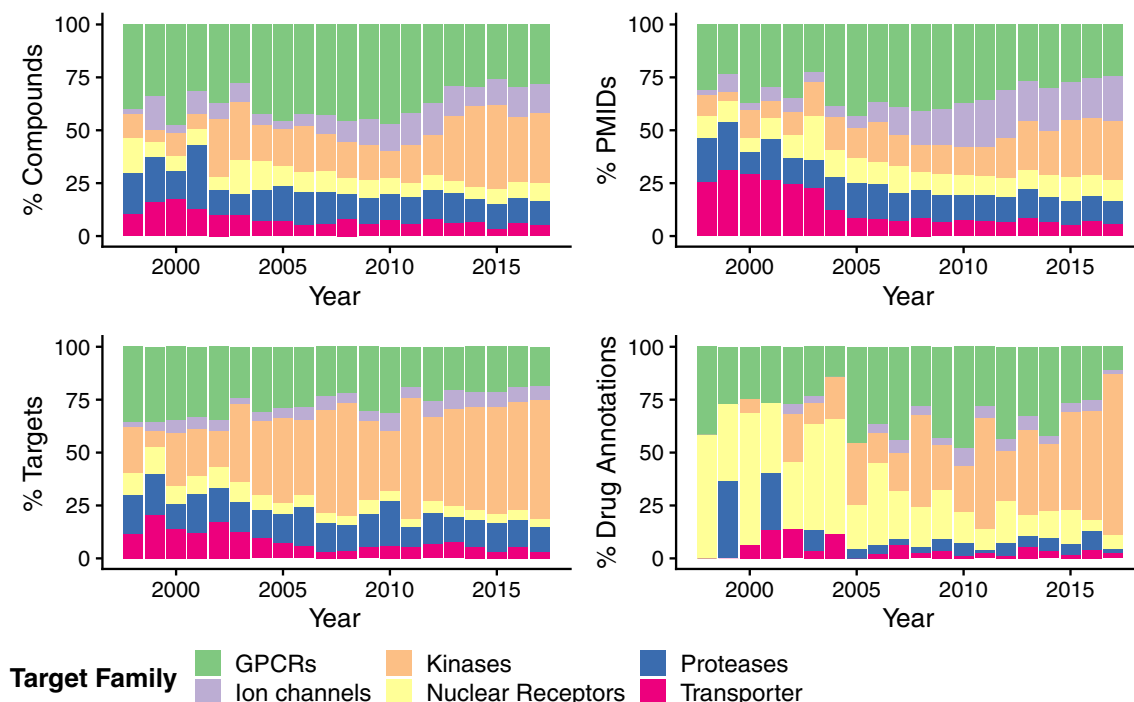 % Compounds
100
75
50
25
0
2000 2005 2010 2015
Year
% PMIDs
100
75
50
25
0
2000 2005 2010 2015
Year
% Targets
100
75
50
25
0
2000 2005 2010 2015
Year
% Drug Annotations
100
75
50
25
0
2000 2005 2010 2015
Year
Target Family
GPCRs Kinases Proteases
Ion channels Nuclear Receptors Transporter